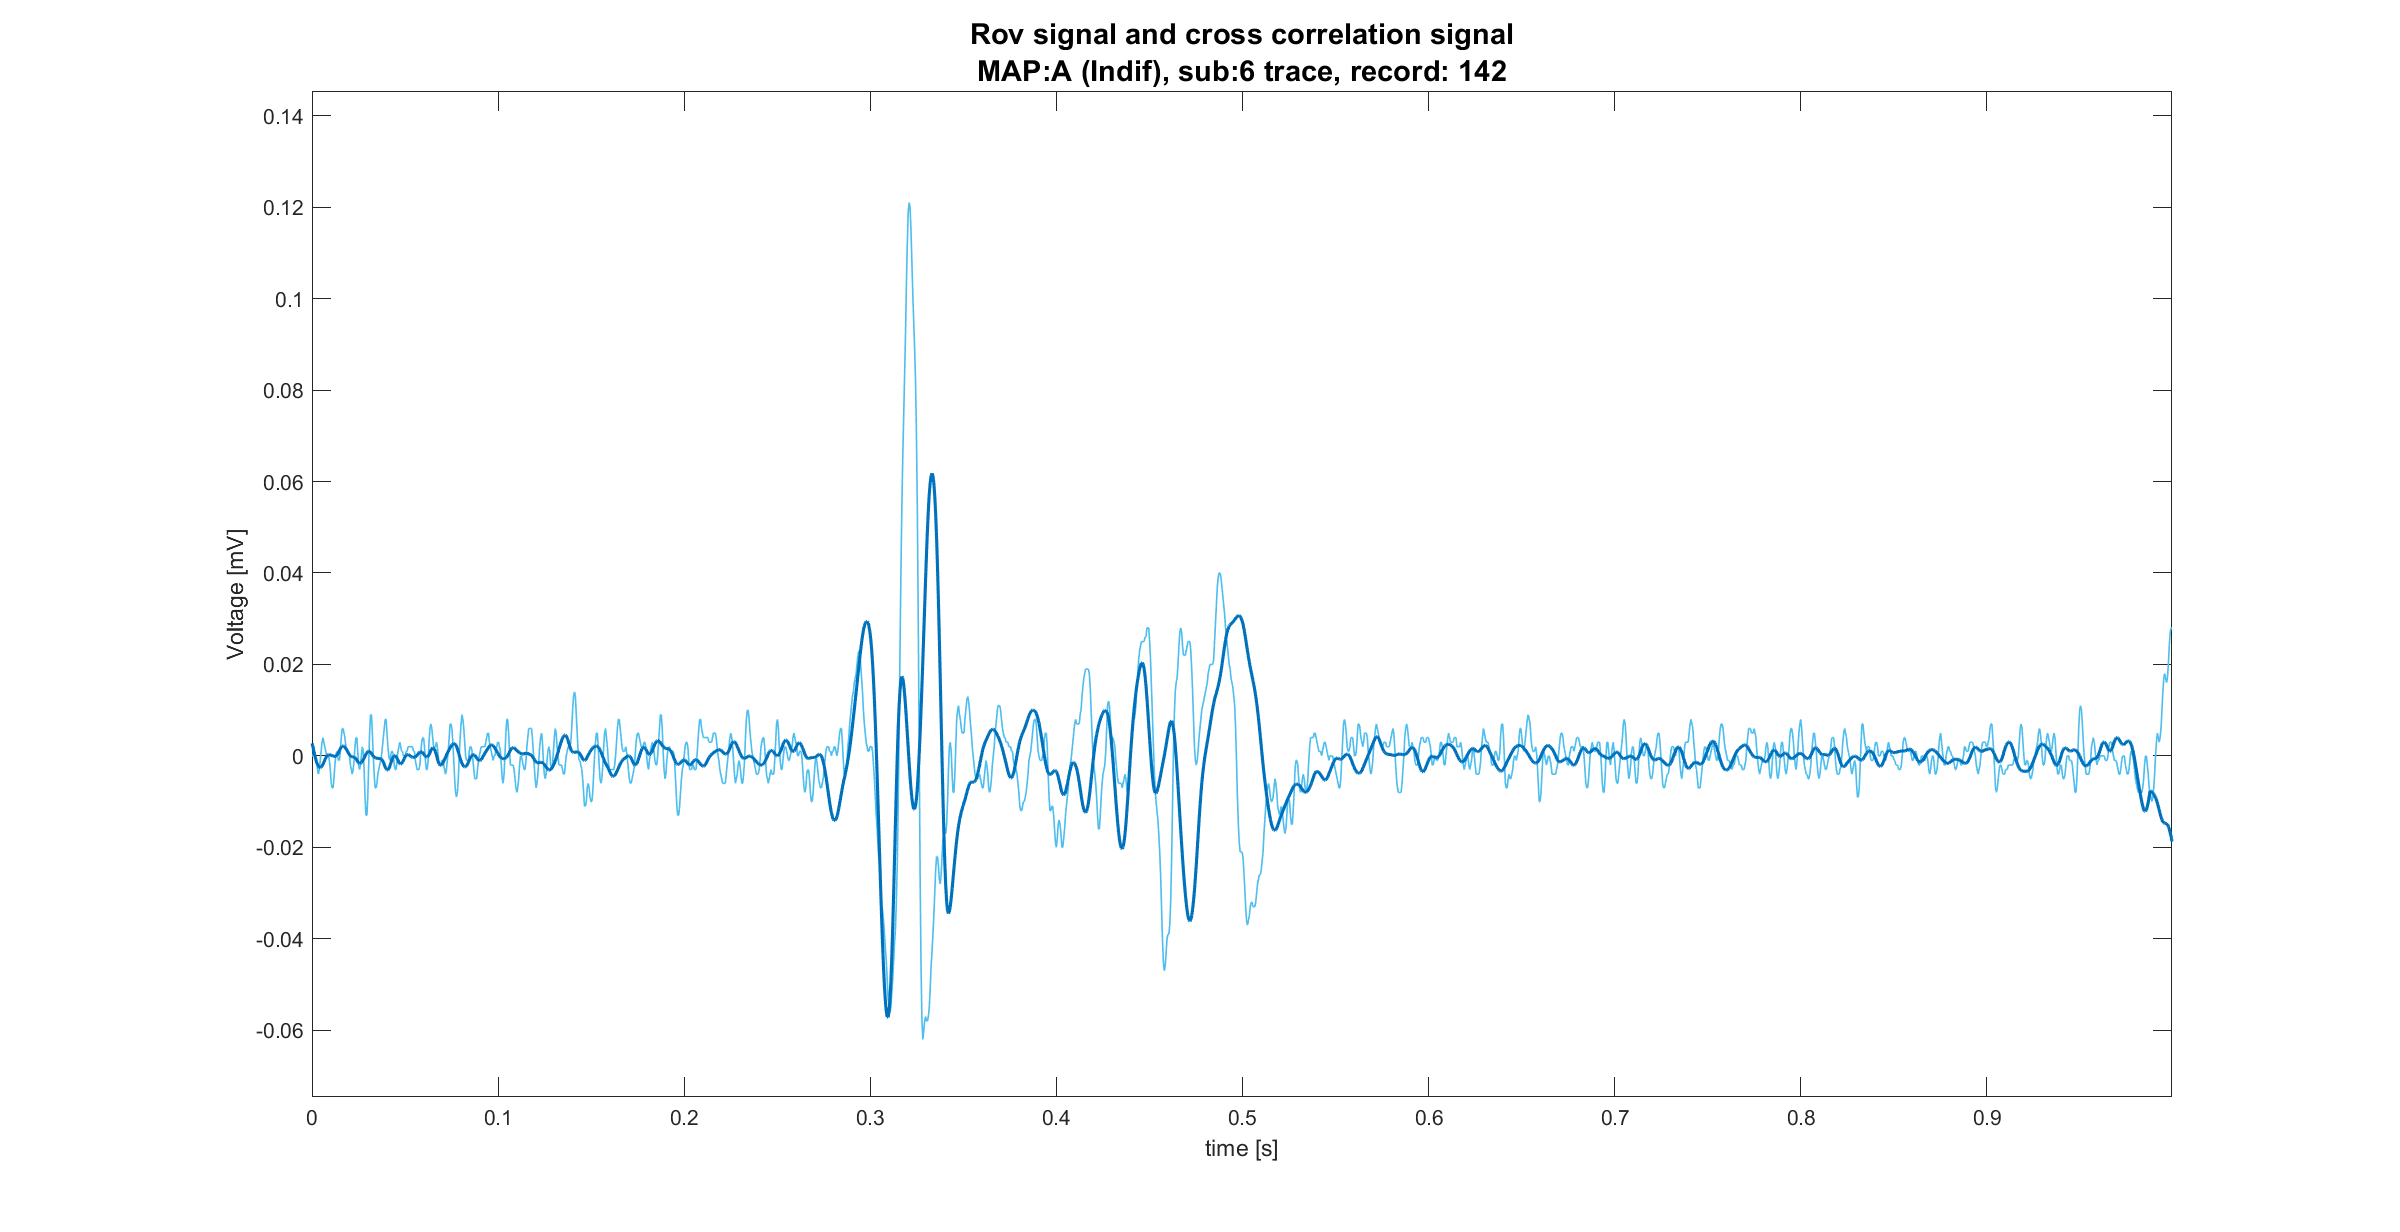 Rov signal and cross correlation signal
MAP:A (Indif), sub:6 trace, record: 142
0.14
0.12
0.1
0.08
0.06
0.04
0.02
0
-0.02
-0.04
-0.06
Voltage [mV]
0 0.1 0.2 0.3 0.4 0.5 0.6 0.7 0.8 0.9
time [s]